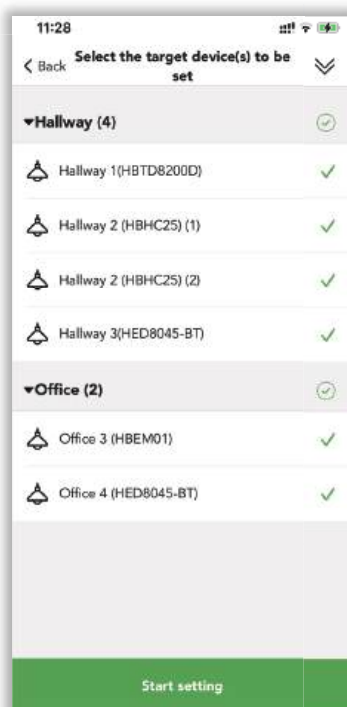 11:28
Back
Select the target device(s) to be
set
Hallway (4)
Hallway 1(HBTD8200D)
Hallway 2 (HBHC25) (1)
Hallway 2 (HBHC25) (2)
Hallway 3(HED8045-BT)
Office (2)
Office 3 (HBEM01)
Office 4 (HED8045-BT)
Start setting